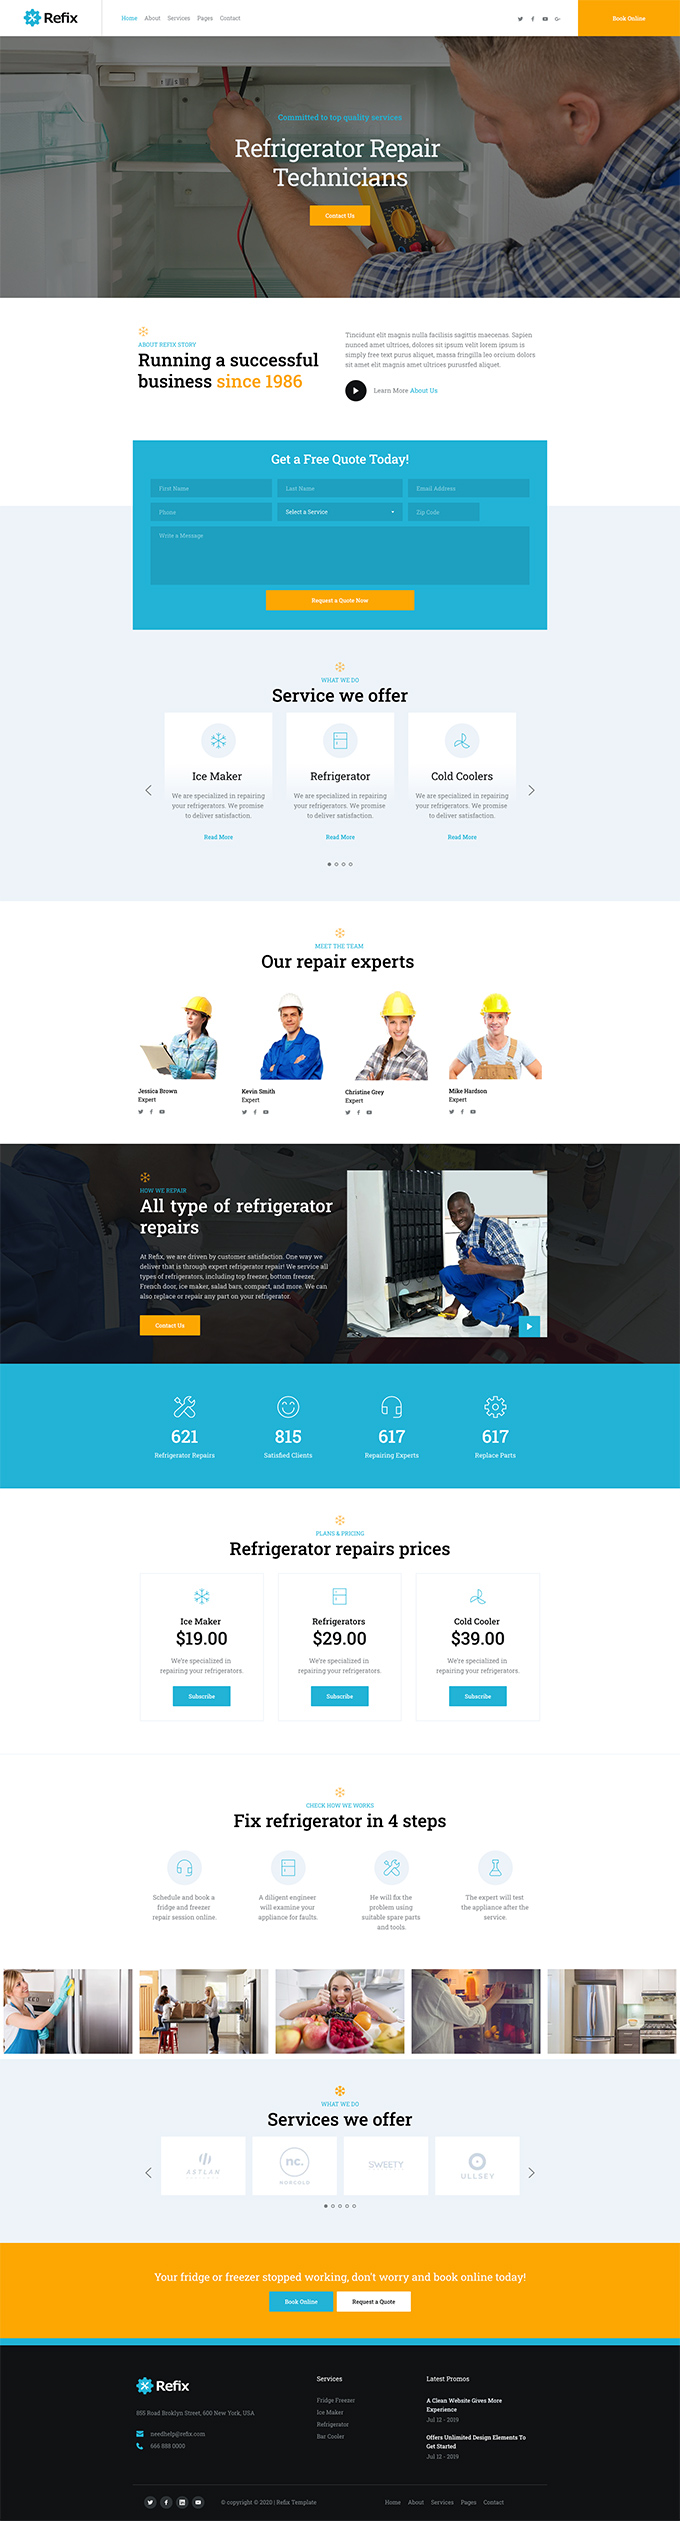 Refix
Home About Services Pages Contact
Book Online
Committed to top quality services
Refrigerator Repair
Technicians
Contact Us
ABOUT REFIX STORY
Running a successful
business since 1986
Tincidunt elit magnis nulla facilisis sagittis maecenas. Sapien
nunced amet ultrices, dolores sit ipsum velit lorem ipsum is
simply free text purus aliquet, massa fringilla leo orcium dolors
sit amet elit magnis amet ultrices purusrfed aliquet.
Learn More About Us
Get a Free Quote Today!
First Name
Last Name
Email Address
Phone
Select a Service
Zip Code
Write a Message
Request a Quote Now
WHAT WE DO
Service we offer
Ice Maker
We are specialized in repairing
your refrigerators. We promise
to deliver satisfaction.
Read More
Refrigerator
We are specialized in repairing
your refrigerators. We promise
to deliver satisfaction.
Read More
Cold Coolers
We are specialized in repairing
your refrigerators. We promise
to deliver satisfaction.
Read More
MEET THE TEAM
Our repair experts
Jessica Brown
Expert
Kevin Smith
Expert
Christine Grey
Expert
Mike Hardson
Expert
HOW WE REPAIR
All type of refrigerator
repairs
At Refix, we are driven by customer satisfaction. One way we
deliver that is through expert refrigerator repair! We service all
types of refrigerators, including top freezer, bottom freezer,
French door, ice maker, salad bars, compact, and more. We can
also replace or repair any part on your refrigerator.
Contact Us
621
Refrigerator Repairs
815
Satisfied Clients
617
Repairing Experts
617
Replace Parts
PLANS & PRICING
Refrigerator repairs prices
Ice Maker
$19.00
We're specialized in
repairing your refrigerators.
Subscribe
Refrigerators
$29.00
We're specialized in
repairing your refrigerators.
Subscribe
Cold Cooler
$39.00
We're specialized in
repairing your refrigerators.
Subscribe
CHECK HOW WE WORKS
Fix refrigerator in 4 steps
Schedule and book a
fridge and freezer
repair session online.
A diligent engineer
will examine your
appliance for faults.
He will fix the
problem using
suitable spare parts
and tools.
The expert will test
the appliance after the
service.
WHAT WE DO
Services we offer
ASTLAN
nc.
NORGOLD
SWEETY
ULLSEY
Your fridge or freezer stopped working, don't worry and book online today!
Book Online
Request a Quote
Refix
855 Road Broklyn Street, 600 New York, USA
needhelp@refix.com
666 888 0000
Services
Fridge Freezer
Ice Maker
Refrigerator
Bar Cooler
Latest Promos
A Clean Website Gives More
Experience
Jul 12 - 2019
Offers Unlimited Design Elements To
Get Started
Jul 12 - 2019
© copyright © 2020 | Refix Template
Home About Services Pages Contact